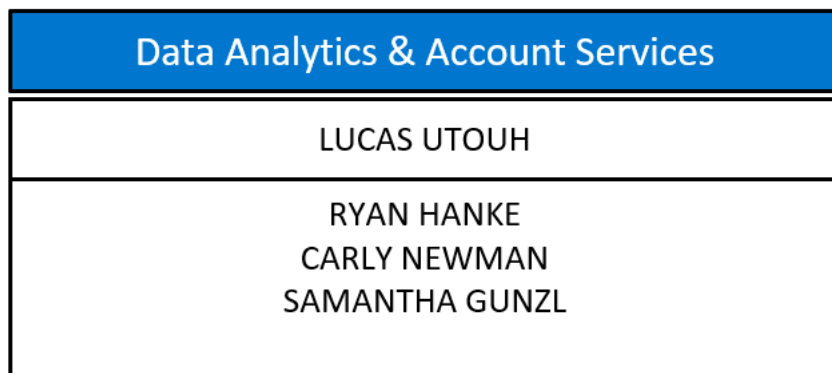 Data Analytics & Account Services
LUCAS UTOUH
RYAN HANKE
CARLY NEWMAN
SAMANTHA GUNZL